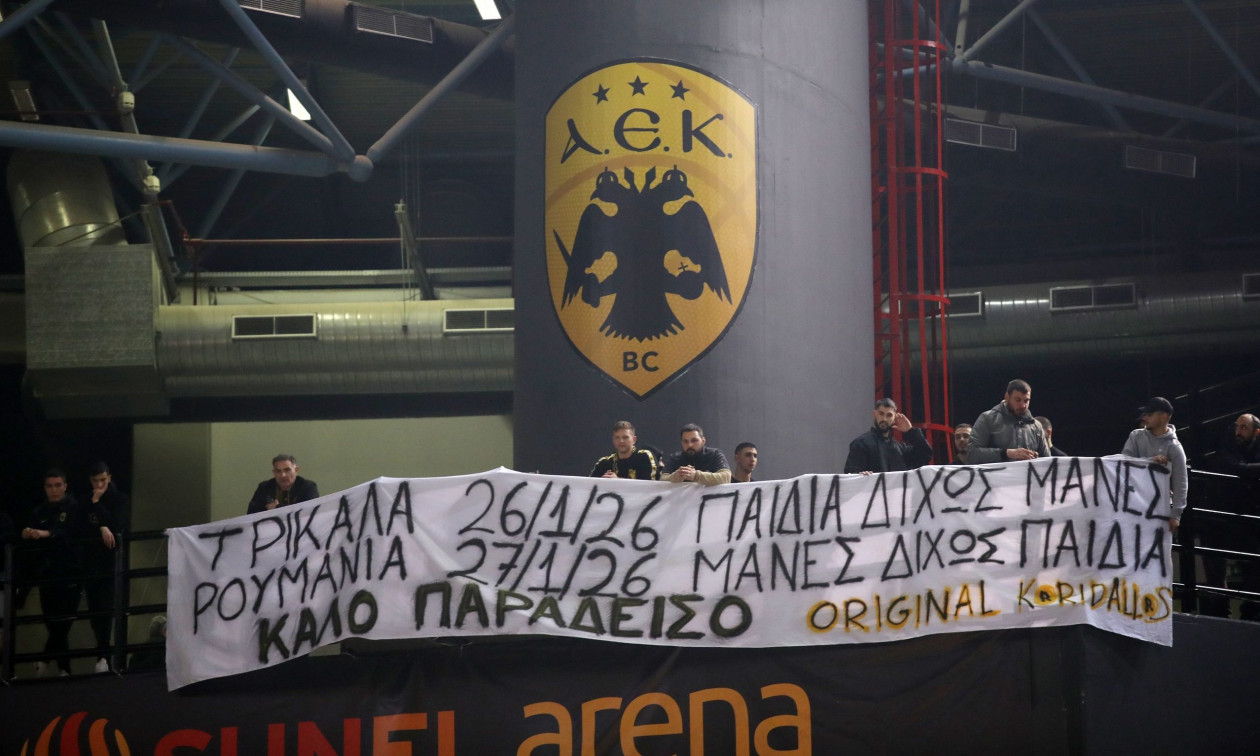 Α.Ε.Κ.
BC
ΤΡΙΚΑΛΑ 26/1/26 ΠΑΙΔΙΑ ΔΙΧΩΣ ΜΑΝΕΣ
ΡΟΥΜΑΝΙΑ 27/1/26 ΜΑΝΕΣ ΔΙΧΩΣ ΠΑΙΔΙΑ
ΚΑΛΟ ΠΑΡΑΔΕΙΣΟ ORIGINAL KORIDALLOS
SUNEL arena